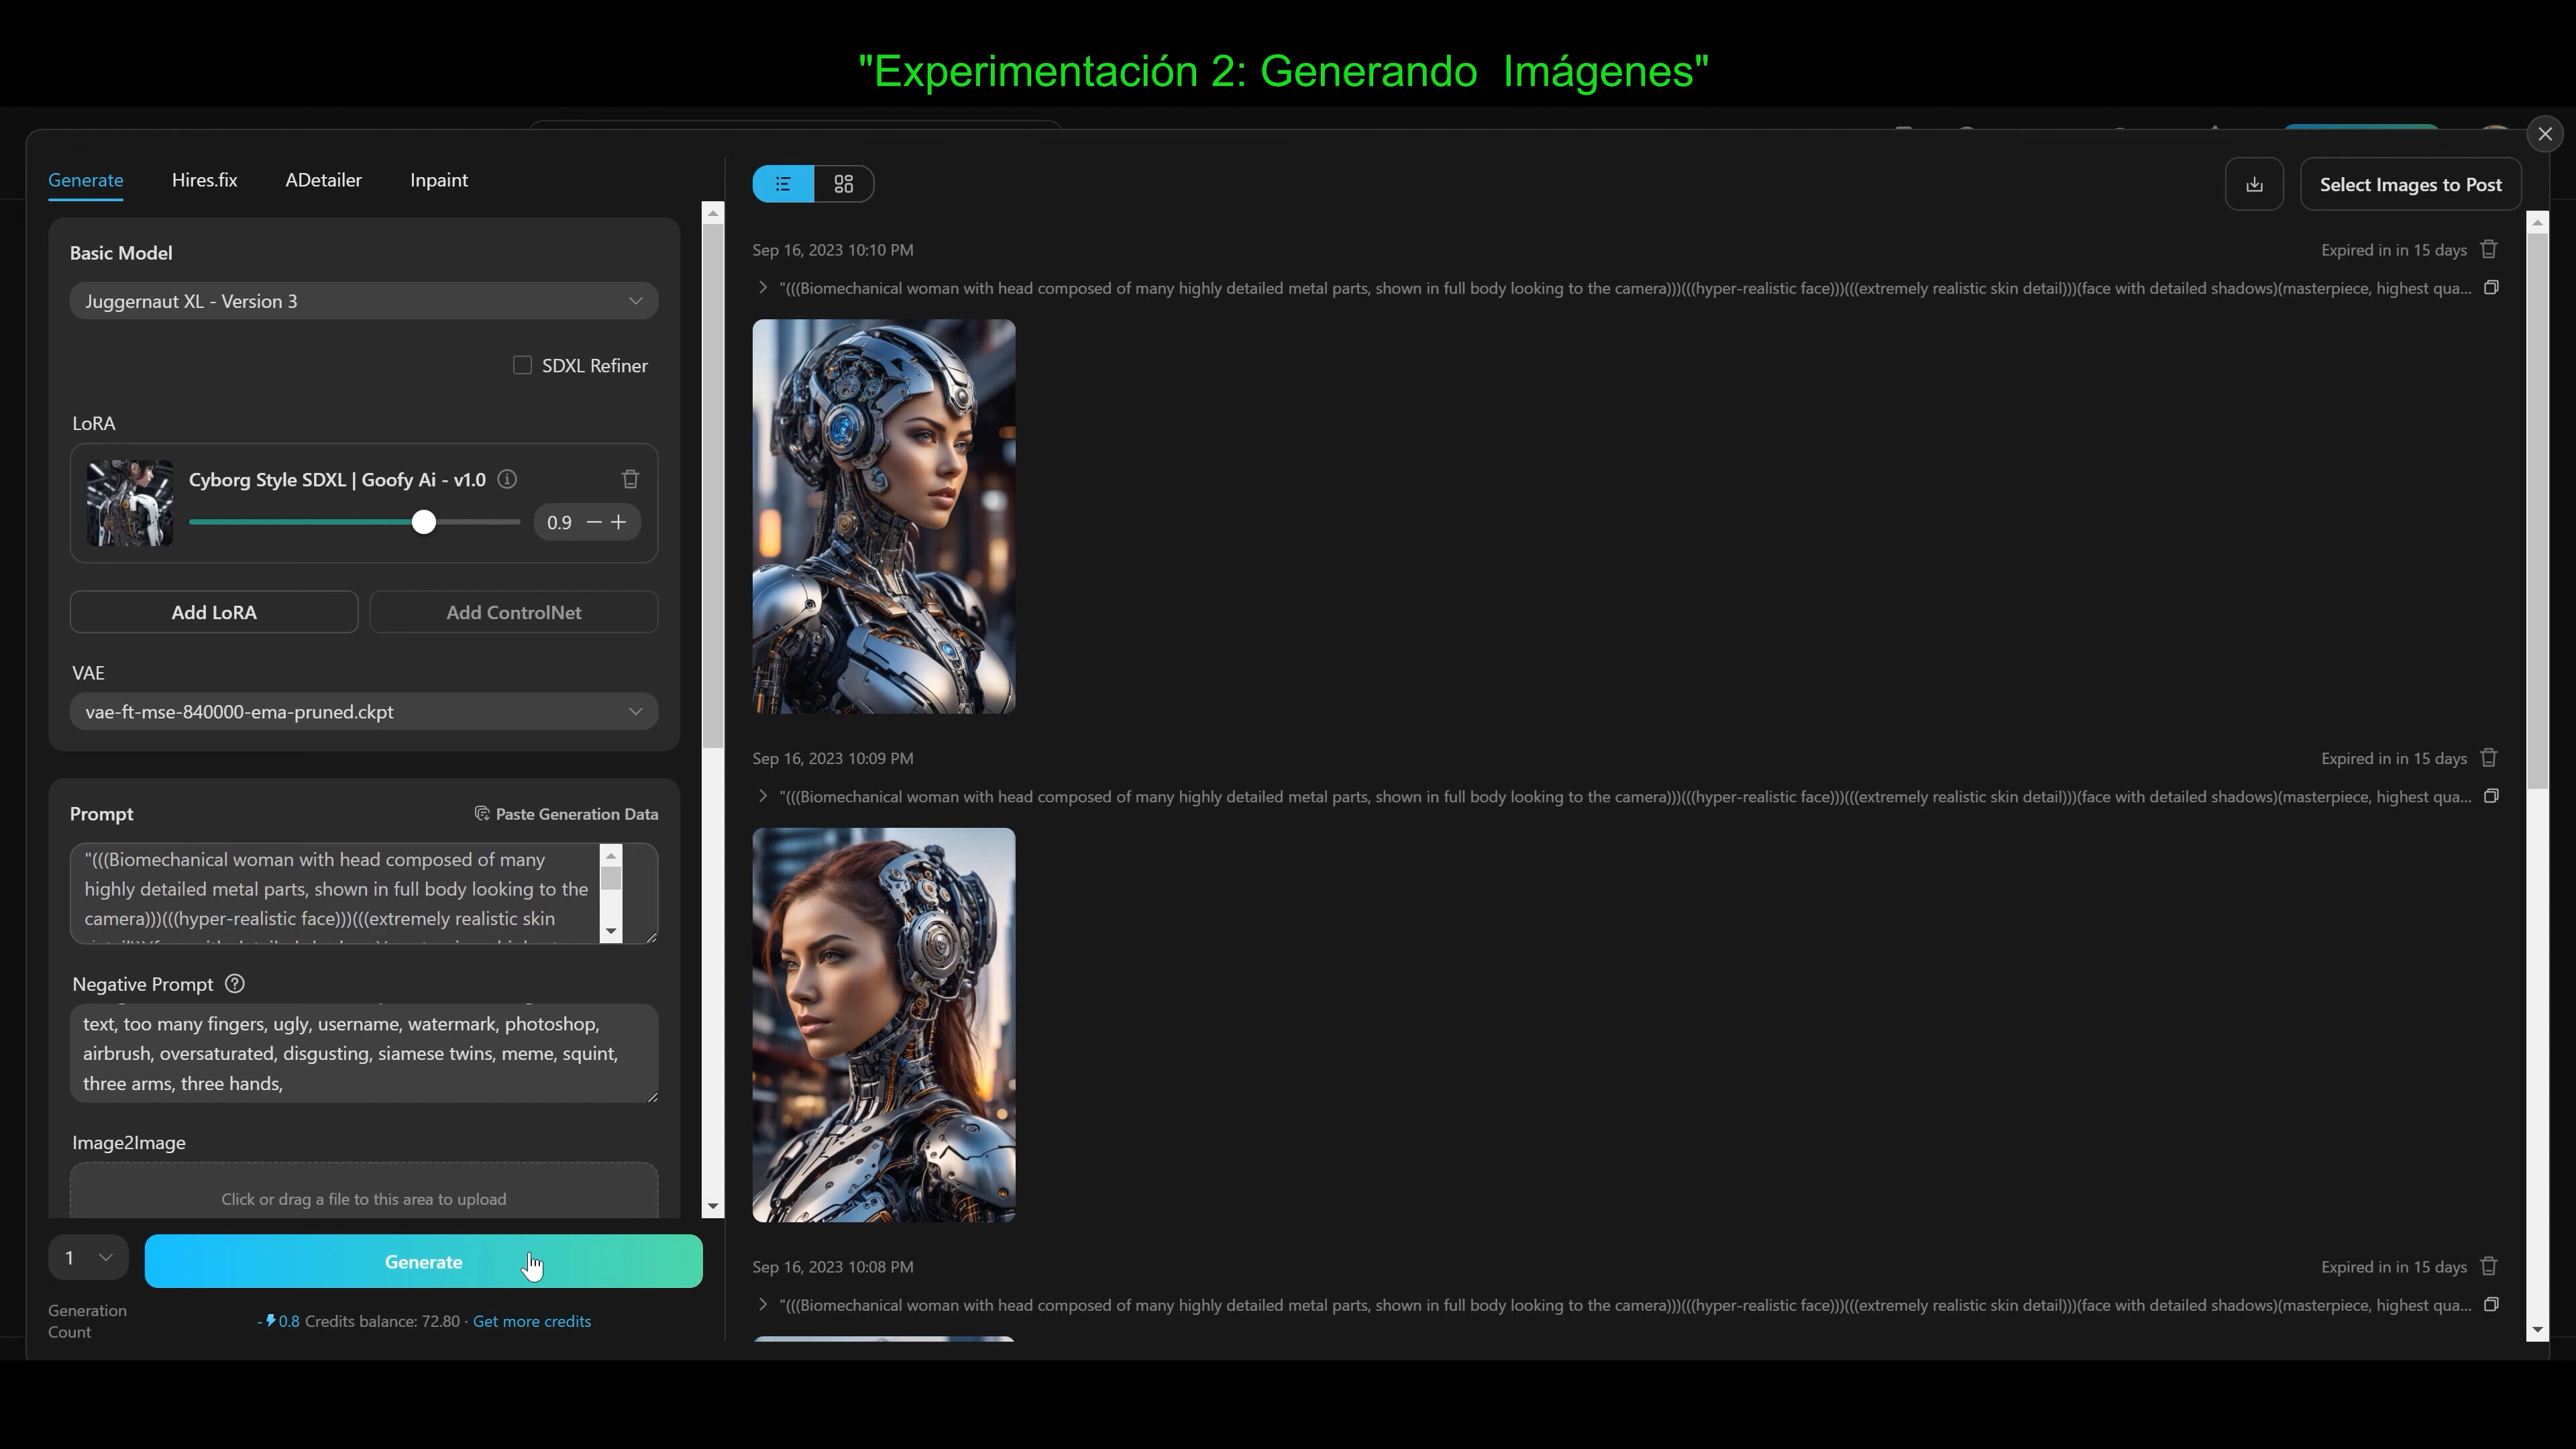 "Experimentación 2: Generando Imágenes"
Generate
Hires.fix
ADetailer
Inpaint
Basic Model
Juggernaut XL - Version 3
SDXL Refiner
LoRA
Cyborg Style SDXL | Goofy Ai - v1.0
0.9
Add LoRA
Add ControlNet
VAE
vae-ft-mse-840000-ema-pruned.ckpt
Prompt
Paste Generation Data
"(((Biomechanical woman with head composed of many
highly detailed metal parts, shown in full body looking to the
camera)))(((hyper-realistic face)))(((extremely realistic skin
Negative Prompt
text, too many fingers, ugly, username, watermark, photoshop,
airbrush, oversaturated, disgusting, siamese twins, meme, squint,
three arms, three hands,
Image2Image
Click or drag a file to this area to upload
1
Generate
Generation
Count
- 0.8 Credits balance: 72.80 · Get more credits
Select Images to Post
Sep 16, 2023 10:10 PM
Expired in in 15 days
"(((Biomechanical woman with head composed of many highly detailed metal parts, shown in full body looking to the camera)))(((hyper-realistic face)))(((extremely realistic skin detail)))(face with detailed shadows)(masterpiece, highest qua...
Sep 16, 2023 10:09 PM
Expired in in 15 days
"(((Biomechanical woman with head composed of many highly detailed metal parts, shown in full body looking to the camera)))(((hyper-realistic face)))(((extremely realistic skin detail)))(face with detailed shadows)(masterpiece, highest qua...
Sep 16, 2023 10:08 PM
Expired in in 15 days
"(((Biomechanical woman with head composed of many highly detailed metal parts, shown in full body looking to the camera)))(((hyper-realistic face)))(((extremely realistic skin detail)))(face with detailed shadows)(masterpiece, highest qua...